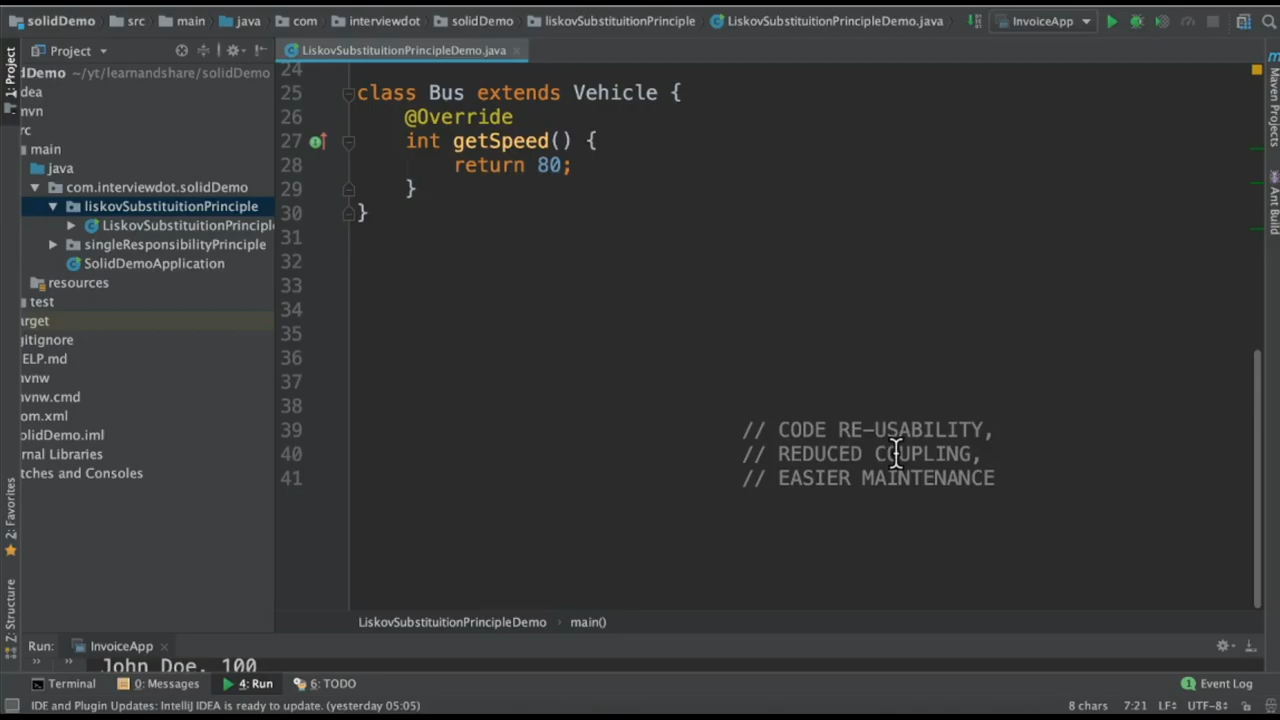 solidDemo src main java com interviewdot solidDemo liskovSubstituitionPrinciple LiskovSubstituitionPrincipleDemo.java InvoiceApp
1: Project
Project
LiskovSubstituitionPrincipleDemo.java
dDemo ~/yt/learnandshare/solidDemo
dea
mvn
rc
main
java
com.interviewdot.solidDemo
liskovSubstituitionPrinciple
LiskovSubstituitionPrincipl
singleResponsibilityPrinciple
SolidDemoApplication
resources
test
arget
gitignore
ELP.md
vnw
vnw.cmd
om.xml
olidDemo.iml
ernal Libraries
tches and Consoles
2: Favorites
Z: Structure
24
25 class Bus extends Vehicle {
26 @Override
27 int getSpeed() {
28 return 80;
29 }
30 }
31
32
33
34
35
36
37
38
39 // CODE RE-USABILITY,
40 // REDUCED COUPLING,
41 // EASIER MAINTENANCE
Maven Projects
Ant Build
LiskovSubstituitionPrincipleDemo › main()
Run: InvoiceApp
John Doe, 100
Terminal 0: Messages 4: Run 6: TODO 1 Event Log
IDE and Plugin Updates: IntelliJ IDEA is ready to update. (yesterday 05:05) 8 chars 7:21 LF UTF-8